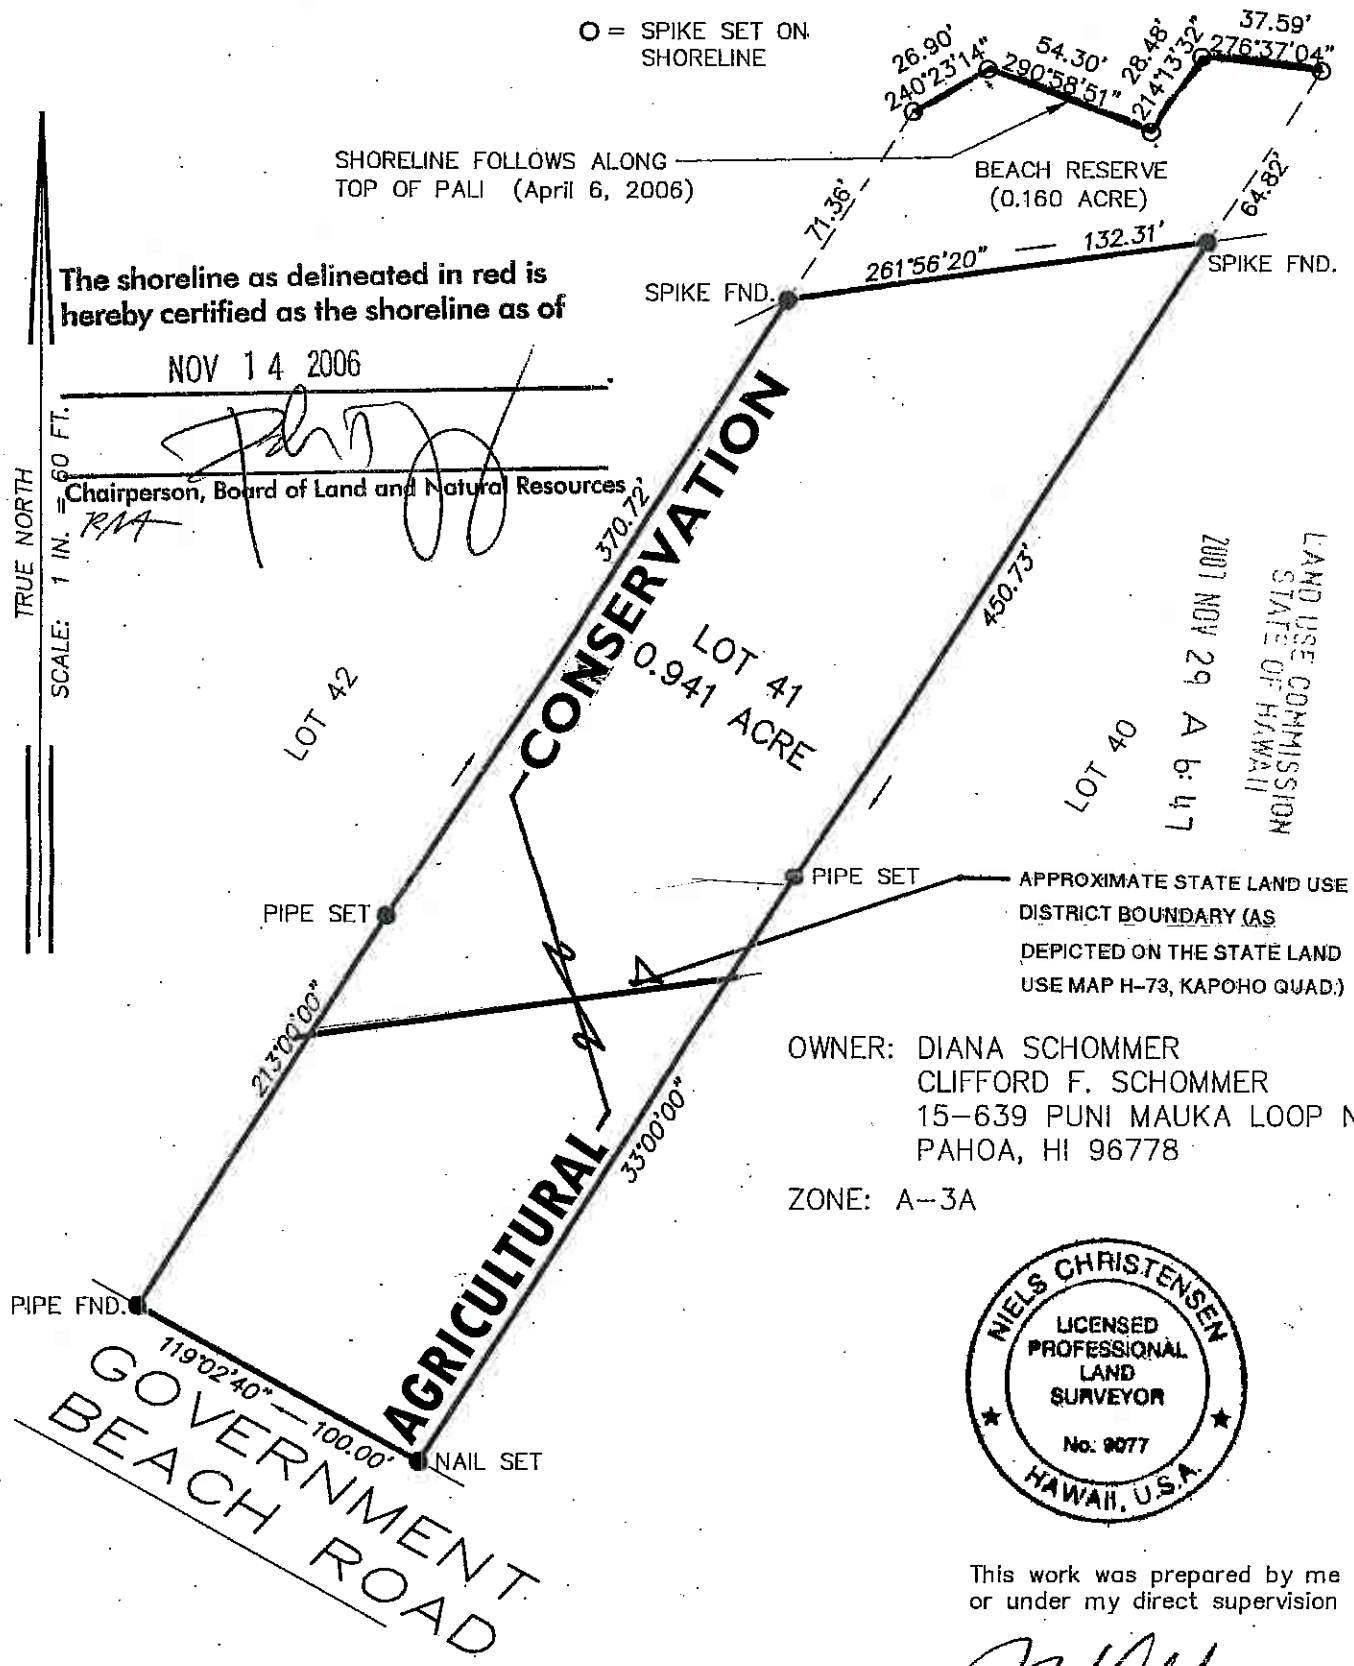 O = SPIKE SET ON
SHORELINE
26.90'
240°23'14"
54.30'
290°58'51"
28.48'
214°13'32"
37.59'
276°37'04"
SHORELINE FOLLOWS ALONG
TOP OF PALI (April 6, 2006)
BEACH RESERVE
(0.160 ACRE)
71.36'
64.82'
261°56'20" — 132.31'
SPIKE FND.
SPIKE FND.
The shoreline as delineated in red is
hereby certified as the shoreline as of
NOV 14 2006
Chairperson, Board of Land and Natural Resources
RMA
TRUE NORTH
SCALE: 1 IN. = 60 FT.
370.72'
CONSERVATION
LOT 41
0.941 ACRE
450.73'
LOT 42
LOT 40
LAND USE COMMISSION
STATE OF HAWAII
2007 NOV 29 A 6:47
PIPE SET
PIPE SET
APPROXIMATE STATE LAND USE
DISTRICT BOUNDARY (AS
DEPICTED ON THE STATE LAND
USE MAP H-73, KAPOHO QUAD.)
213°00'00"
33°00'00"
AGRICULTURAL
OWNER: DIANA SCHOMMER
CLIFFORD F. SCHOMMER
15-639 PUNI MAUKA LOOP N
PAHOA, HI 96778
ZONE: A-3A
PIPE FND.
119°02'40" — 100.00'
NAIL SET
GOVERNMENT
BEACH ROAD
NIELS CHRISTENSEN
LICENSED
PROFESSIONAL
LAND
SURVEYOR
No. 9077
HAWAII, U.S.A.
This work was prepared by me
or under my direct supervision